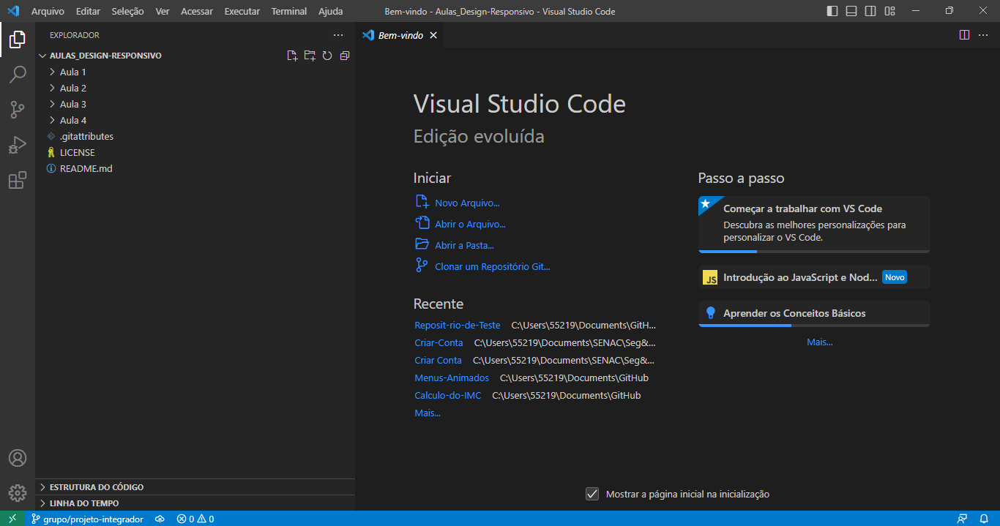 Arquivo Editar Seleção Ver Acessar Executar Terminal Ajuda Bem-vindo - Aulas_Design-Responsivo - Visual Studio Code
EXPLORADOR
AULAS_DESIGN-RESPONSIVO
Aula 1
Aula 2
Aula 3
Aula 4
.gitattributes
LICENSE
README.md
ESTRUTURA DO CÓDIGO
LINHA DO TEMPO
Bem-vindo
Visual Studio Code
Edição evoluída
Iniciar
Novo Arquivo...
Abrir o Arquivo...
Abrir a Pasta...
Clonar um Repositório Git...
Recente
Reposit-rio-de-Teste C:\Users\55219\Documents\GitH...
Criar-Conta C:\Users\55219\Documents\SENAC\Seg&...
Criar Conta C:\Users\55219\Documents\SENAC\Seg&...
Menus-Animados C:\Users\55219\Documents\GitHub
Calculo-do-IMC C:\Users\55219\Documents\GitHub
Mais...
Passo a passo
Começar a trabalhar com VS Code
Descubra as melhores personalizações para
personalizar o VS Code.
JS Introdução ao JavaScript e Nod... Novo
Aprender os Conceitos Básicos
Mais...
Mostrar a página inicial na inicialização
grupo/projeto-integrador 0 0